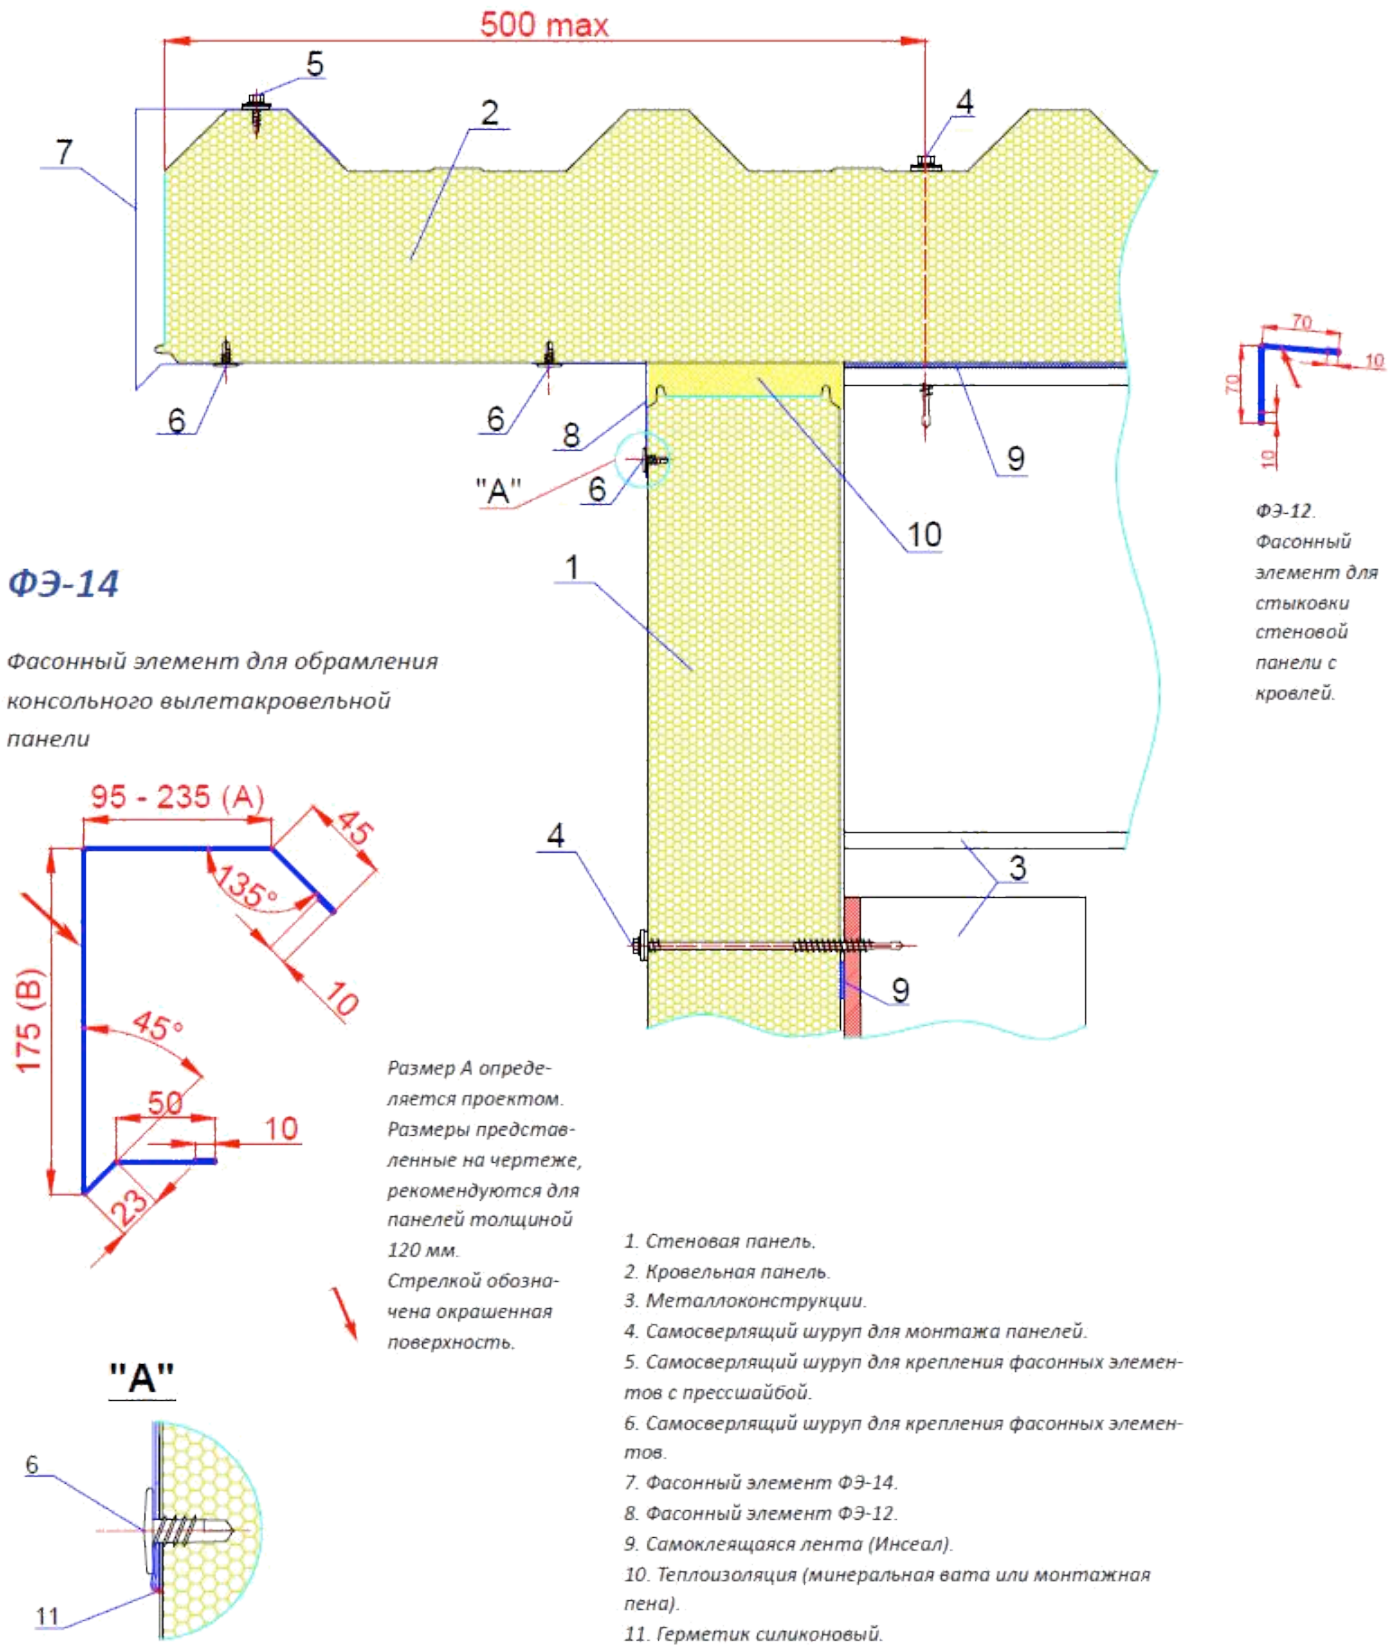 500 max
5
4
2
7
70
10
70
10
6
6
8
9
"А"
6
10
ФЭ-12.
Фасонный
элемент для
стыковки
стеновой
панели с
кровлей.
1
ФЭ-14
Фасонный элемент для обрамления
консольного вылетакровельной
панели
95 - 235 (А)
45
135°
10
175 (В)
45°
50
10
23
4
3
9
Размер А опреде-
ляется проектом.
Размеры представ-
ленные на чертеже,
рекомендуются для
панелей толщиной
120 мм.
Стрелкой обозна-
чена окрашенная
поверхность.
"А"
6
11
1. Стеновая панель.
2. Кровельная панель.
3. Металлоконструкции.
4. Самосверлящий шуруп для монтажа панелей.
5. Самосверлящий шуруп для крепления фасонных элемен-
тов с прессшайбой.
6. Самосверлящий шуруп для крепления фасонных элемен-
тов.
7. Фасонный элемент ФЭ-14.
8. Фасонный элемент ФЭ-12.
9. Самоклеящаяся лента (Инсеал).
10. Теплоизоляция (минеральная вата или монтажная
пена).
11. Герметик силиконовый.